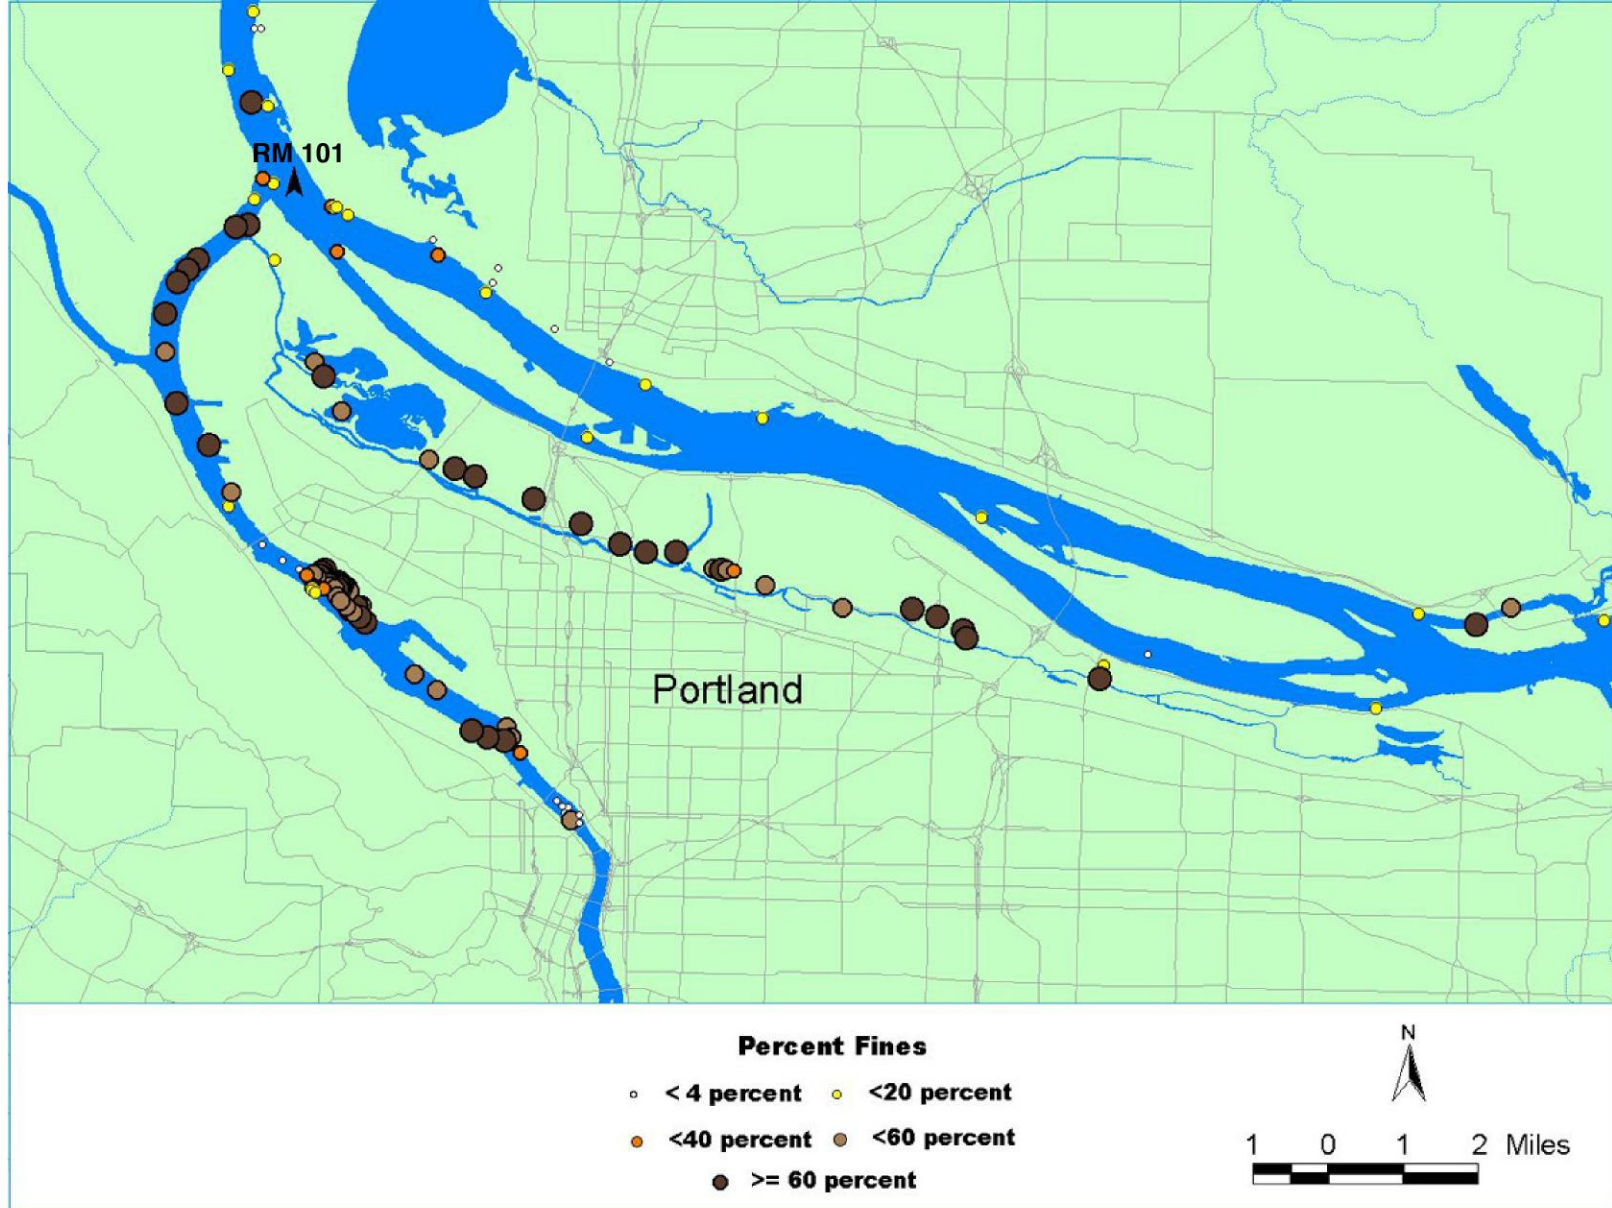 RM 101
Portland
Percent Fines
< 4 percent
<20 percent
<40 percent
<60 percent
>= 60 percent
N
1 0 1 2 Miles